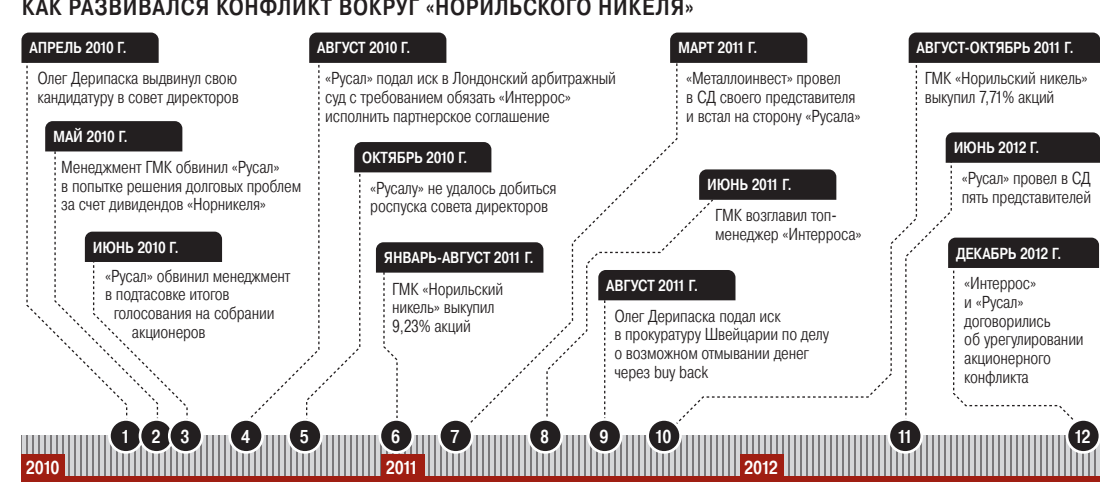 КАК РАЗВИВАЛСЯ КОНФЛИКТ ВОКРУГ «НОРИЛЬСКОГО НИКЕЛЯ»
АПРЕЛЬ 2010 Г.
Олег Дерипаска выдвинул свою
кандидатуру в совет директоров
МАЙ 2010 Г.
Менеджмент ГМК обвинил «Русал»
в попытке решения долговых проблем
за счет дивидендов «Норникеля»
ИЮНЬ 2010 Г.
«Русал» обвинил менеджмент
в подтасовке итогов
голосования на собрании
акционеров
АВГУСТ 2010 Г.
«Русал» подал иск в Лондонский арбитражный
суд с требованием обязать «Интеррос»
исполнить партнерское соглашение
ОКТЯБРЬ 2010 Г.
«Русалу» не удалось добиться
роспуска совета директоров
ЯНВАРЬ-АВГУСТ 2011 Г.
ГМК «Норильский
никель» выкупил
9,23% акций
МАРТ 2011 Г.
«Металлоинвест» провел
в СД своего представителя
и встал на сторону «Русала»
ИЮНЬ 2011 Г.
ГМК возглавил топ-
менеджер «Интерроса»
АВГУСТ 2011 Г.
Олег Дерипаска подал иск
в прокуратуру Швейцарии по делу
о возможном отмывании денег
через buy back
АВГУСТ-ОКТЯБРЬ 2011 Г.
ГМК «Норильский никель»
выкупил 7,71% акций
ИЮНЬ 2012 Г.
«Русал» провел в СД
пять представителей
ДЕКАБРЬ 2012 Г.
«Интеррос»
и «Русал»
договорились
об урегулировании
акционерного
конфликта
1 2 3 4 5 6 7 8 9 10 11 12
2010 2011 2012